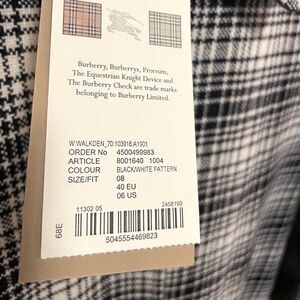 Burberry, Burberrys, Prorsum,
The Equestrian Knight Device and
The Burberry Check are trade marks
belonging to Burberry Limited.
W:WALKDEN_70:103916:A1901
ORDER No 4500499983
ARTICLE 8001640 1004
COLOUR BLACK/WHITE PATTERN
SIZE/FIT 08
40 EU
06 US
11302 05 2458190
68E
5045554469823